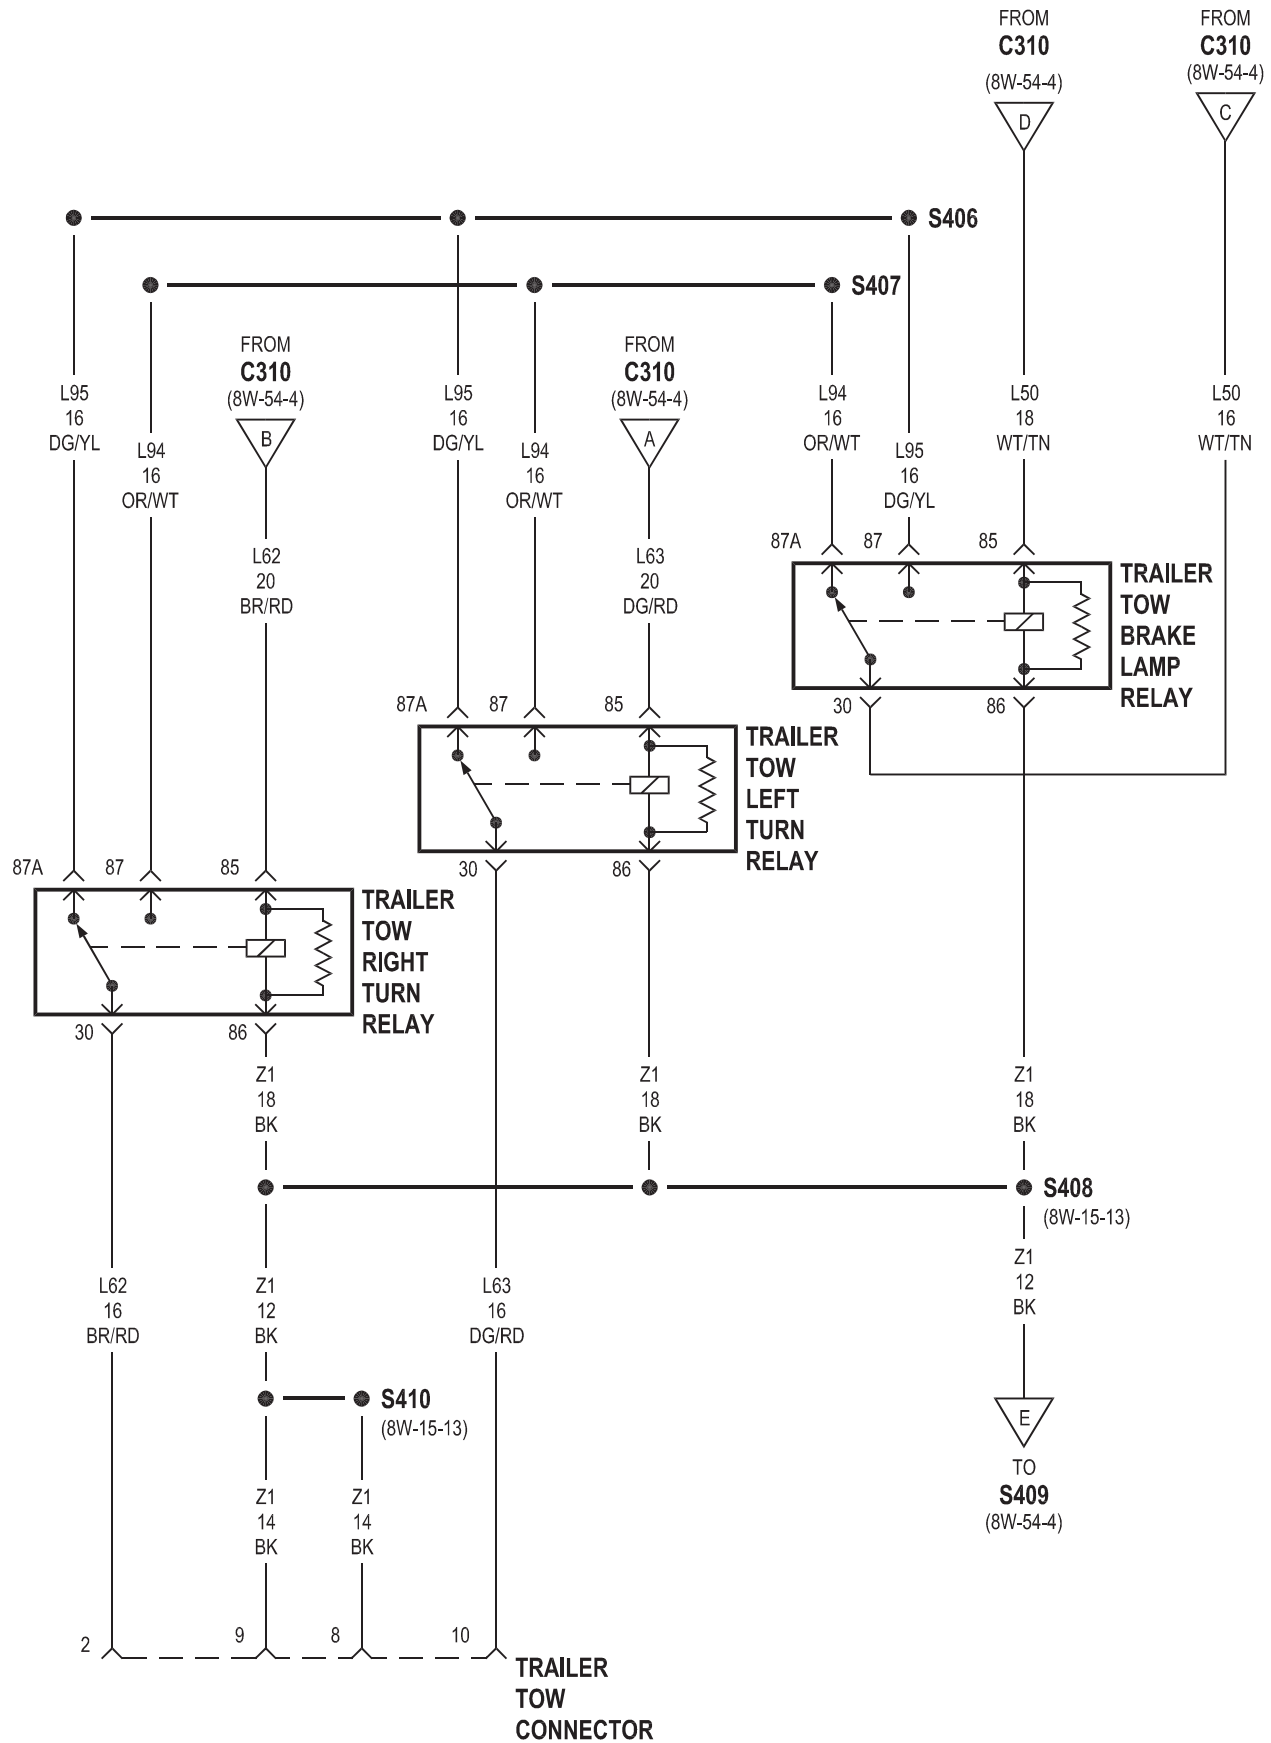 FROM
C310
(8W-54-4)
D
FROM
C310
(8W-54-4)
C
S406
S407
FROM
C310
(8W-54-4)
B
FROM
C310
(8W-54-4)
A
L95
16
DG/YL
L94
16
OR/WT
L95
16
DG/YL
L94
16
OR/WT
L94
16
OR/WT
L95
16
DG/YL
L50
18
WT/TN
L50
16
WT/TN
L62
20
BR/RD
L63
20
DG/RD
87A
87
85
TRAILER
TOW
BRAKE
LAMP
RELAY
30
86
87A
87
85
TRAILER
TOW
LEFT
TURN
RELAY
30
86
87A
87
85
TRAILER
TOW
RIGHT
TURN
RELAY
30
86
Z1
18
BK
Z1
18
BK
Z1
18
BK
S408
(8W-15-13)
L62
16
BR/RD
Z1
12
BK
L63
16
DG/RD
Z1
12
BK
S410
(8W-15-13)
E
TO
S409
(8W-54-4)
Z1
14
BK
Z1
14
BK
2
9
8
10
TRAILER
TOW
CONNECTOR